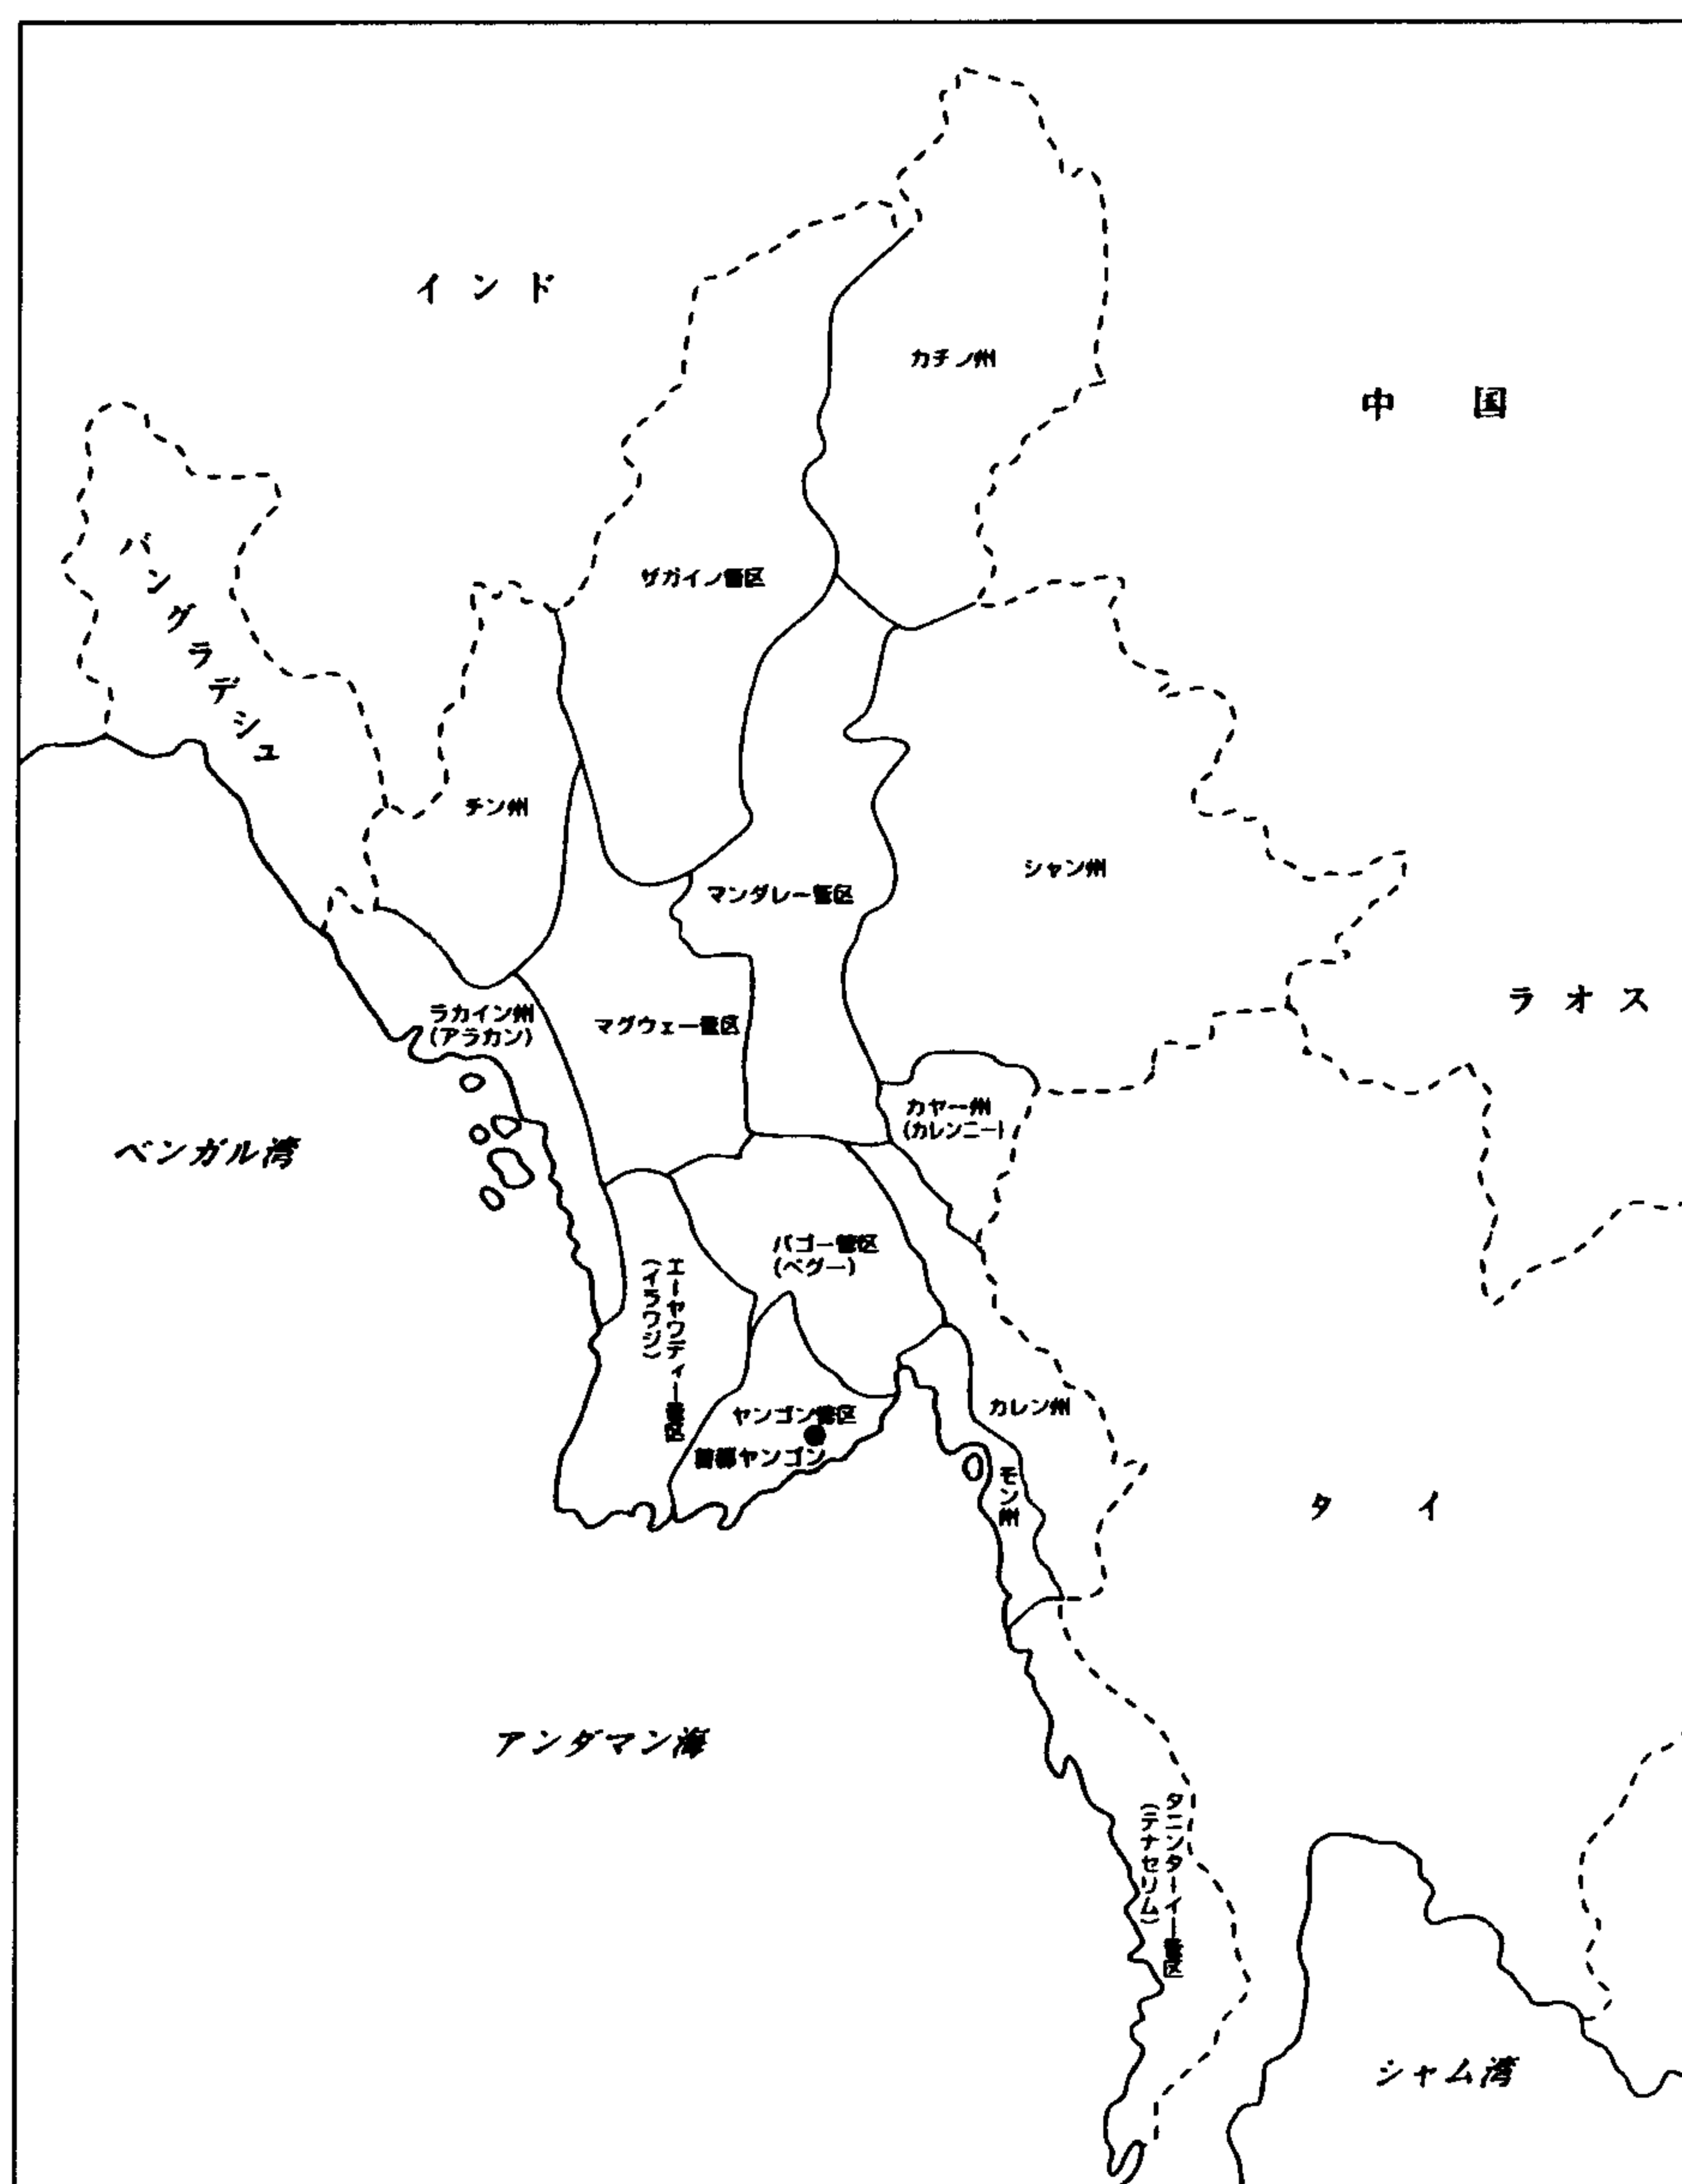 インド
カチン州
中国
バングラデシュ
ザガイン管区
チン州
シャン州
マンダレー管区
ラオス
ラカイン州
(アラカン)
マグウェー管区
カヤー州
(カレンニー)
ベンガル湾
バゴー管区
(ペグー)
エーヤワディー管区
(イラワジ)
カレン州
ヤンゴン管区
首都ヤンゴン
モン州
タイ
アンダマン海
タニンターイー管区
(テナセリム)
シャム湾